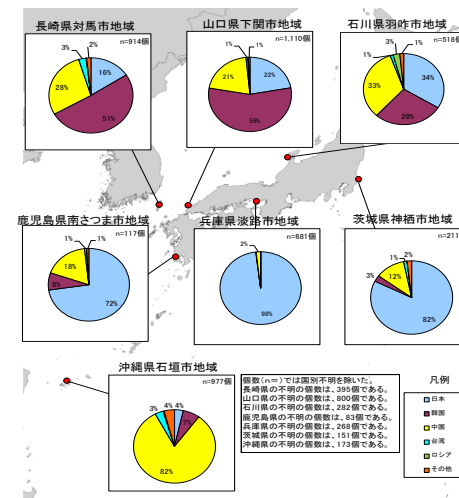 長崎県対馬市地域
n=914個
3%
2%
16%
28%
51%
山口県下関市地域
n=1,110個
1%
1%
21%
22%
59%
石川県羽咋市地域
n=518個
3%
1%
1%
34%
33%
28%
鹿児島県南さつま市地域
n=117個
1%
1%
18%
8%
72%
兵庫県淡路市地域
n=681個
2%
98%
茨城県神栖市地域
n=211
2%
1%
12%
3%
82%
沖縄県石垣市地域
n=977個
4%
4%
3%
7%
82%
個数(n=)では国別不明を除いた。
長崎県の不明の個数は、395個である。
山口県の不明の個数は、800個である。
石川県の不明の個数は、282個である。
鹿児島県の不明の個数は、83個である。
兵庫県の不明の個数は、268個である。
茨城県の不明の個数は、151個である。
沖縄県の不明の個数は、173個である。
凡例
日本
韓国
中国
台湾
ロシア
その他